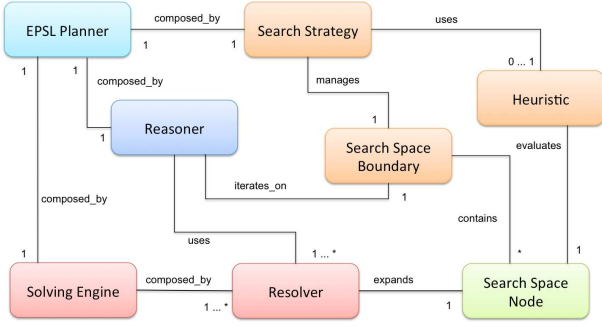 EPSL Planner
composed_by
1
1
Search Strategy
uses
0 ... 1
1
1
composed_by
manages
Heuristic
1
Reasoner
1
Search Space
Boundary
evaluates
iterates_on
1
composed_by
contains
uses
1
1 ... *
*
1
Solving Engine
composed_by
1 ... *
Resolver
expands
1
Search Space
Node